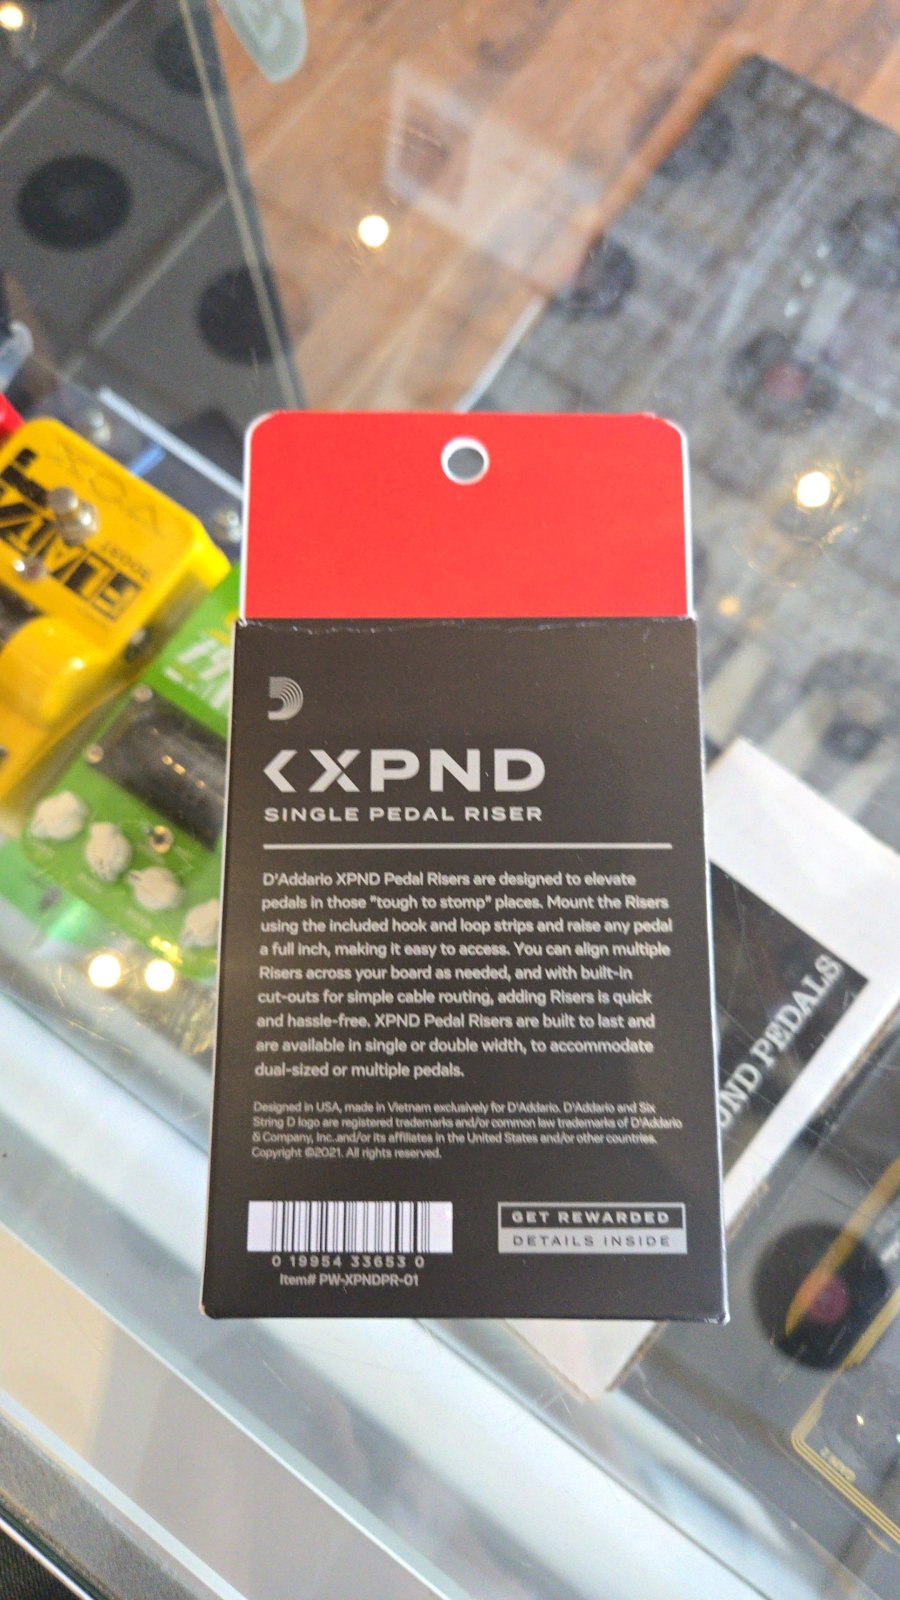 XPND
SINGLE PEDAL RISER
D'Addario XPND Pedal Risers are designed to elevate
pedals in those "tough to stomp" places. Mount the Risers
using the included hook and loop strips and raise any pedal
a full inch, making it easy to access. You can align multiple
Risers across your board as needed, and with built-in
cut-outs for simple cable routing, adding Risers is quick
and hassle-free. XPND Pedal Risers are built to last and
are available in single or double width, to accommodate
dual-sized or multiple pedals.
Designed in USA, made in Vietnam exclusively for D'Addario. D'Addario and Six
String D logo are registered trademarks and/or common law trademarks of D'Addario
& Company, Inc..and/or its affiliates in the United States and/or other countries.
Copyright ©2021. All rights reserved.
0 19954 33653 0
Item# PW-XPNDPR-01
GET REWARDED
DETAILS INSIDE
VOX
BOOST
PEDALS